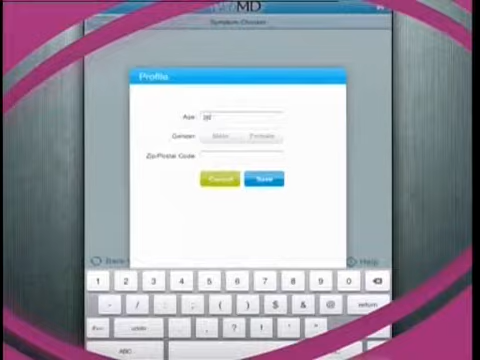 WebMD
Symptom Checker
Profile
Age
Gender Male Female
Zip/Postal Code
Cancel Save
Help
1 2 3 4 5 6 7 8 9 0
- / : ; ( ) $ & @ return
undo . , ? ! ' "
ABC